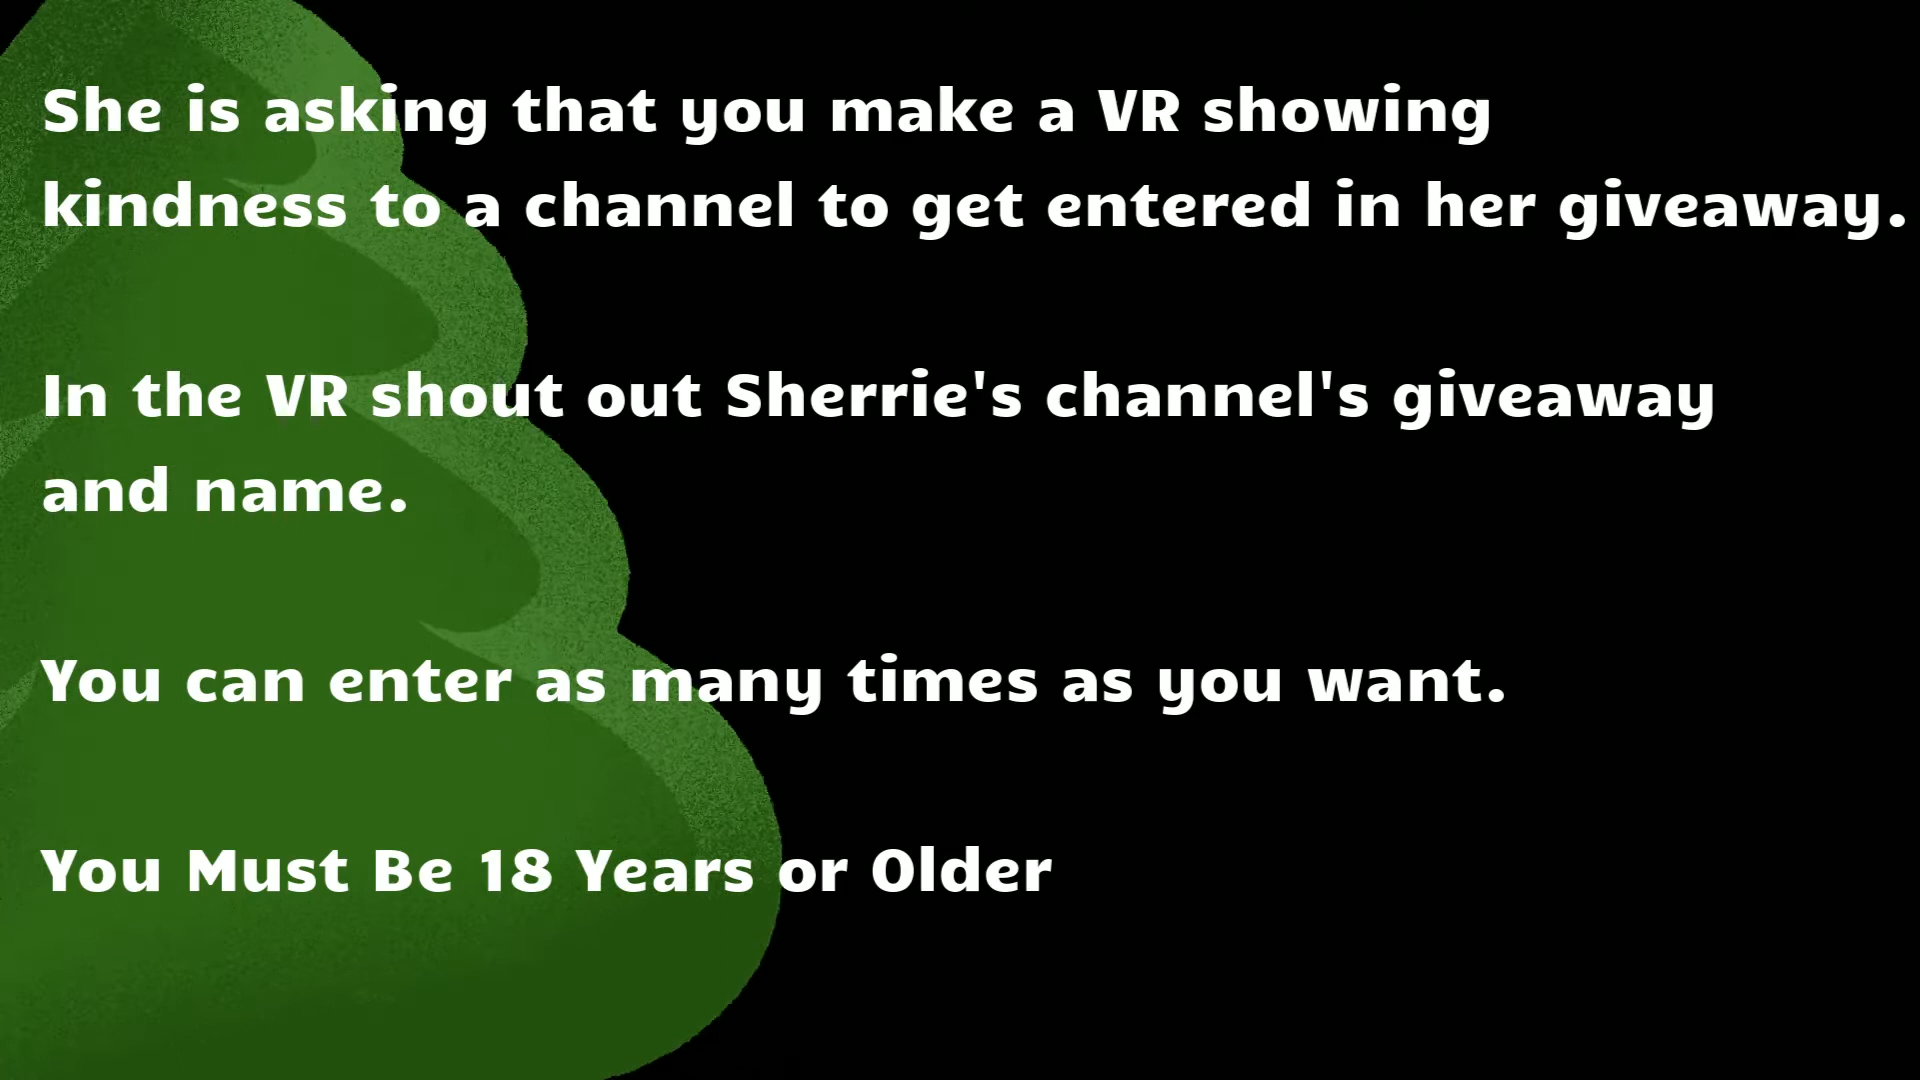 She is asking that you make a VR showing
kindness to a channel to get entered in her giveaway.
In the VR shout out Sherrie's channel's giveaway
and name.
You can enter as many times as you want.
You Must Be 18 Years or Older